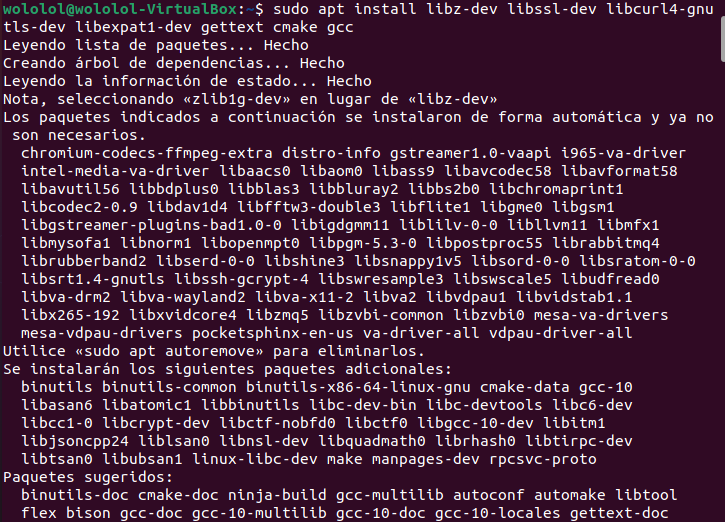 wololol@wololol-VirtualBox:~$ sudo apt install libz-dev libssl-dev libcurl4-gnu
tls-dev libexpat1-dev gettext cmake gcc
Leyendo lista de paquetes... Hecho
Creando árbol de dependencias... Hecho
Leyendo la información de estado... Hecho
Nota, seleccionando «zlib1g-dev» en lugar de «libz-dev»
Los paquetes indicados a continuación se instalaron de forma automática y ya no
son necesarios.
chromium-codecs-ffmpeg-extra distro-info gstreamer1.0-vaapi i965-va-driver
intel-media-va-driver libaacs0 libaom0 libass9 libavcodec58 libavformat58
libavutil56 libbdplus0 libblas3 libbluray2 libbs2b0 libchromaprint1
libcodec2-0.9 libdav1d4 libfftw3-double3 libflite1 libgme0 libgsm1
libgstreamer-plugins-bad1.0-0 libigdgmm11 liblilv-0-0 libllvm11 libmfx1
libmysofa1 libnorm1 libopenmpt0 libpgm-5.3-0 libpostproc55 librabbitmq4
librubberband2 libserd-0-0 libshine3 libsnappy1v5 libsord-0-0 libsratom-0-0
libsrt1.4-gnutls libssh-gcrypt-4 libswresample3 libswscale5 libudfread0
libva-drm2 libva-wayland2 libva-x11-2 libva2 libvdpau1 libvidstab1.1
libx265-192 libxvidcore4 libzmq5 libzvbi-common libzvbi0 mesa-va-drivers
mesa-vdpau-drivers pocketsphinx-en-us va-driver-all vdpau-driver-all
Utilice «sudo apt autoremove» para eliminarlos.
Se instalarán los siguientes paquetes adicionales:
binutils binutils-common binutils-x86-64-linux-gnu cmake-data gcc-10
libasan6 libatomic1 libbinutils libc-dev-bin libc-devtools libc6-dev
libcc1-0 libcrypt-dev libctf-nobfd0 libctf0 libgcc-10-dev libitm1
libjsoncpp24 liblsan0 libnsl-dev libquadmath0 librhash0 libtirpc-dev
libtsan0 libubsan1 linux-libc-dev make manpages-dev rpcsvc-proto
Paquetes sugeridos:
binutils-doc cmake-doc ninja-build gcc-multilib autoconf automake libtool
flex bison gcc-doc gcc-10-multilib gcc-10-doc gcc-10-locales gettext-doc